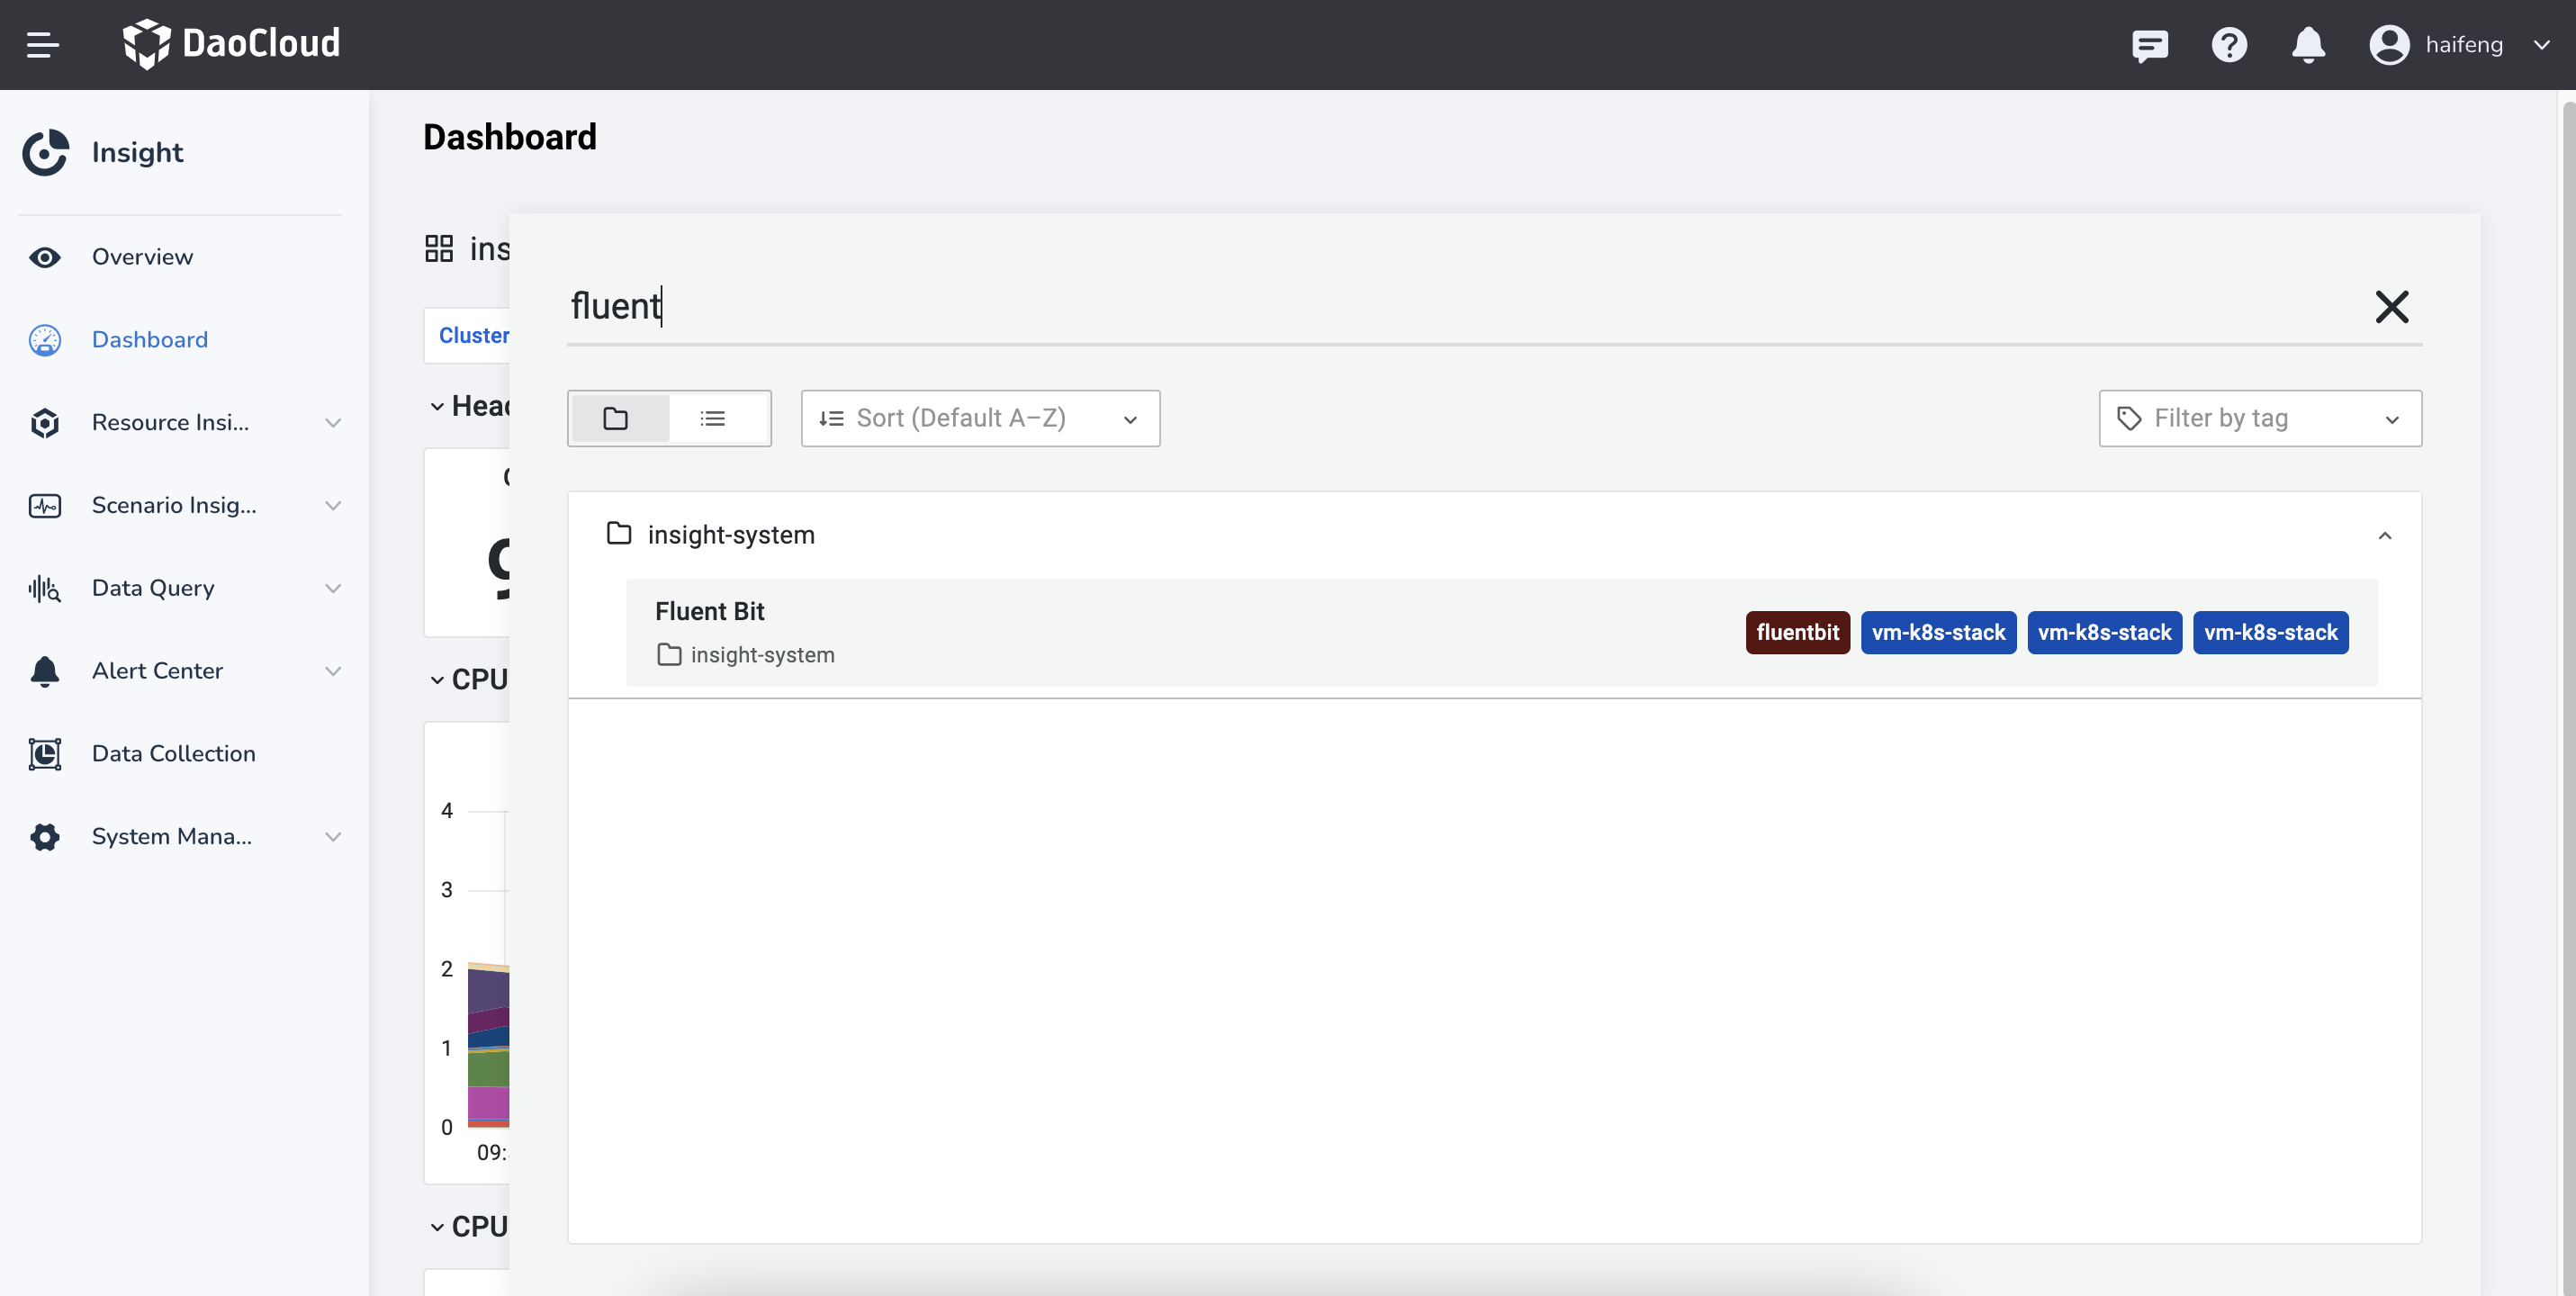 DaoCloud
haifeng
Insight
Overview
Dashboard
Resource Insi...
Scenario Insig...
Data Query
Alert Center
Data Collection
System Mana...
Dashboard
ins
Cluster
Head
CPU
4
3
2
1
0
09:
CPU
fluent
Sort (Default A–Z)
Filter by tag
insight-system
Fluent Bit
insight-system
fluentbit
vm-k8s-stack
vm-k8s-stack
vm-k8s-stack